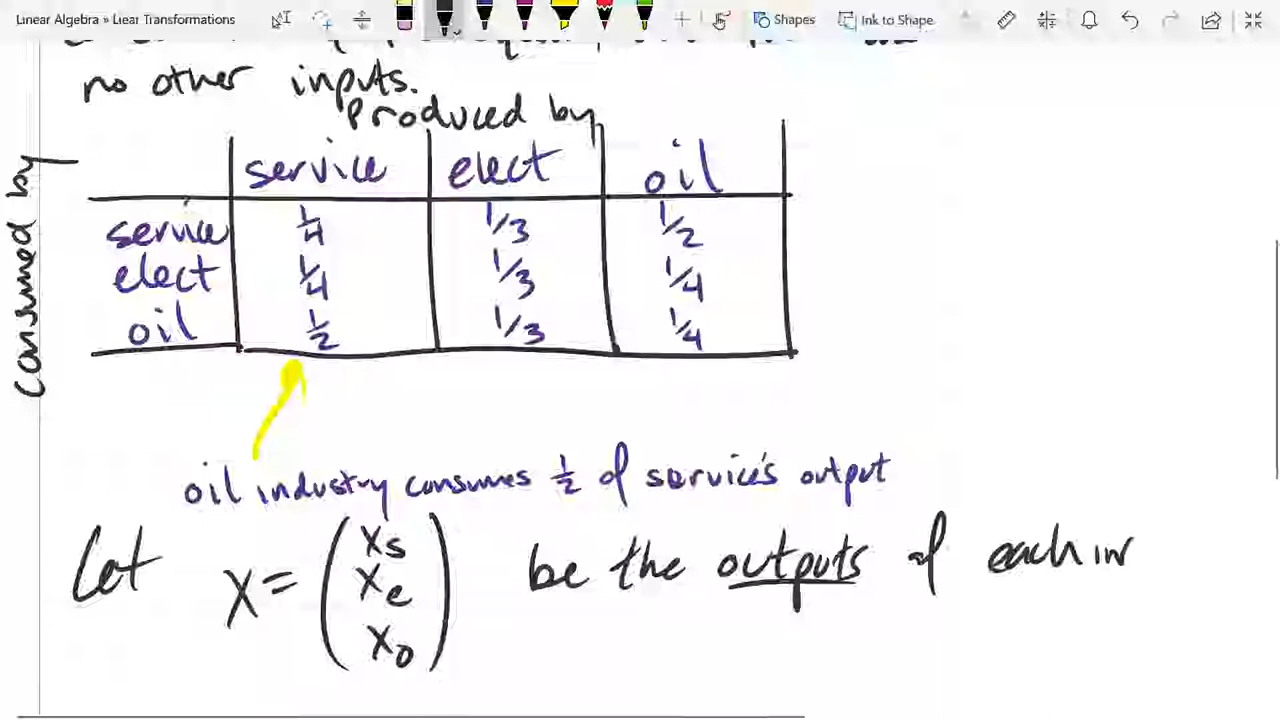 Linear Algebra » Liear Transformations Shapes Ink to Shape
no other inputs.
Produced by
Consumed by
service elect oil
service 1/4 1/3 1/2
elect 1/4 1/3 1/4
oil 1/2 1/3 1/4
oil industry consumes 1/2 of service's output
Let X = (xs xe xo) be the outputs of each in